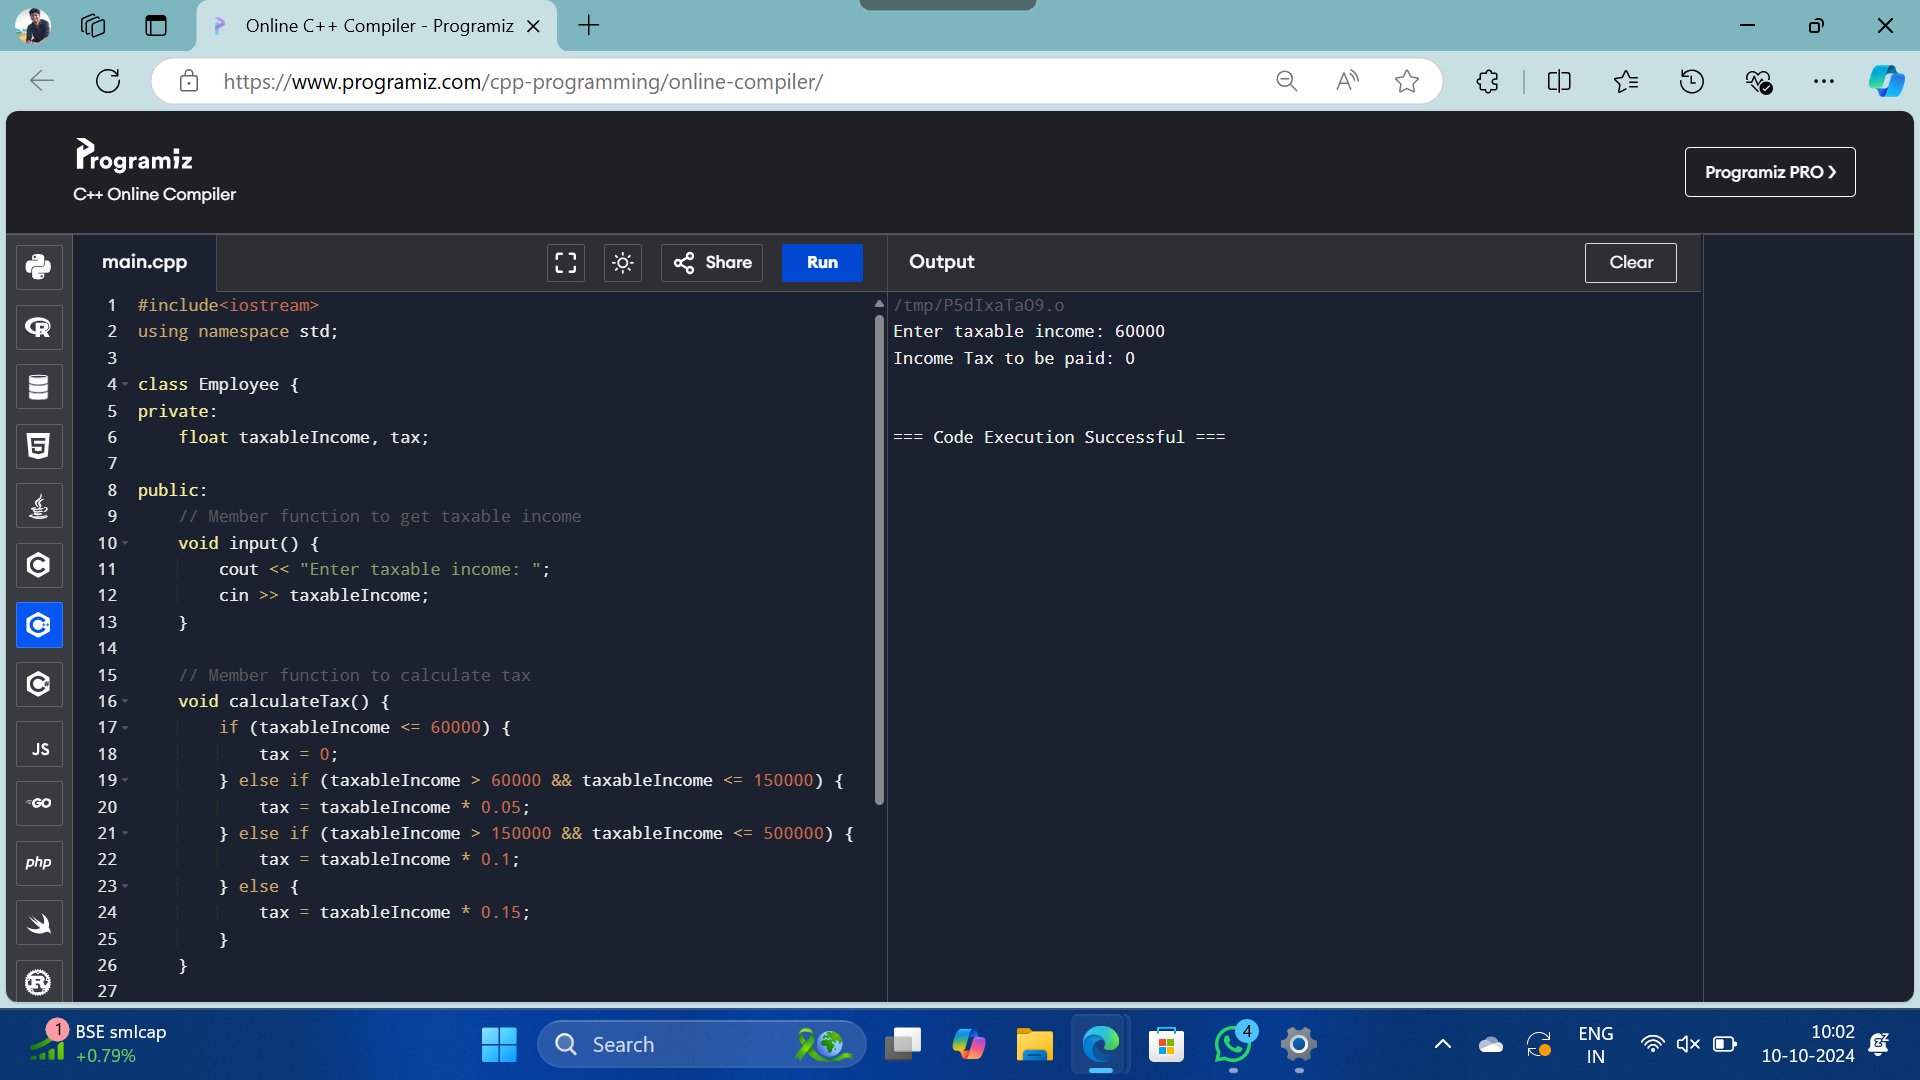 Online C++ Compiler - Programiz
https://www.programiz.com/cpp-programming/online-compiler/
Programiz
C++ Online Compiler
Programiz PRO ❯
main.cpp
Share
Run
Output
Clear
1 #include<iostream>
2 using namespace std;
3
4 class Employee {
5 private:
6     float taxableIncome, tax;
7
8 public:
9     // Member function to get taxable income
10     void input() {
11         cout << "Enter taxable income: ";
12         cin >> taxableIncome;
13     }
14
15     // Member function to calculate tax
16     void calculateTax() {
17         if (taxableIncome <= 60000) {
18             tax = 0;
19         } else if (taxableIncome > 60000 && taxableIncome <= 150000) {
20             tax = taxableIncome * 0.05;
21         } else if (taxableIncome > 150000 && taxableIncome <= 500000) {
22             tax = taxableIncome * 0.1;
23         } else {
24             tax = taxableIncome * 0.15;
25         }
26     }
27
/tmp/P5dIxaTaO9.o
Enter taxable income: 60000
Income Tax to be paid: 0
=== Code Execution Successful ===
JS
GO
php
1
BSE smlcap
+0.79%
Search
4
ENG
IN
10:02
10-10-2024